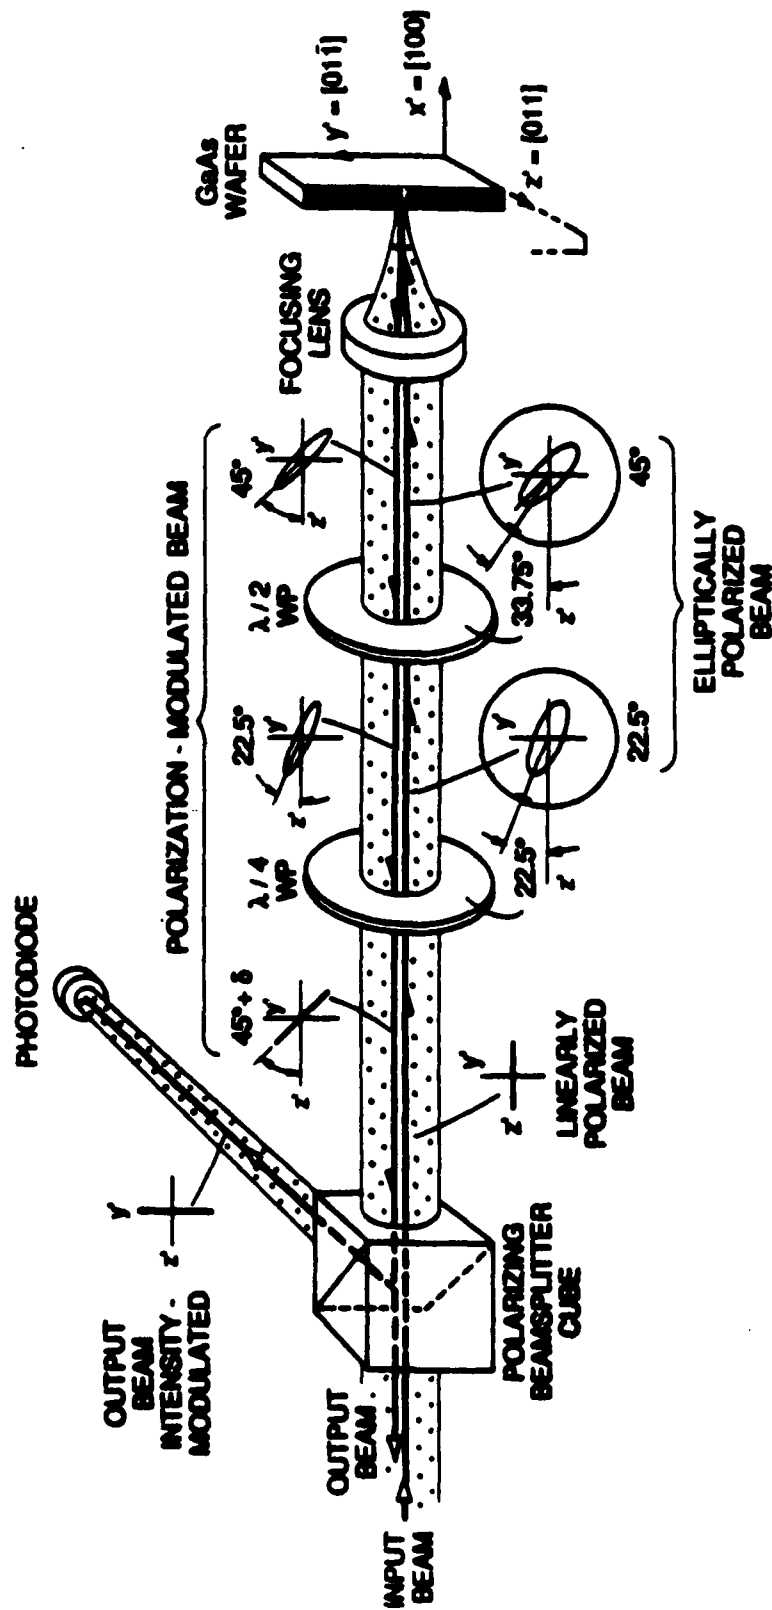 PHOTODIODE
OUTPUT
BEAM
INTENSITY -
MODULATED
y'
z'
POLARIZATION - MODULATED BEAM
45° + δ
y'
z'
λ/4
WP
22.5°
y'
z'
λ/2
WP
45°
y'
z'
FOCUSING
LENS
GaAs
WAFER
y' = [011̄]
x' = [100]
z' = [011]
OUTPUT
BEAM
INPUT
BEAM
POLARIZING
BEAMSPLITTER
CUBE
y'
z'
LINEARLY
POLARIZED
BEAM
22.5°
22.5°
y'
z'
22.5°
33.75°
y'
z'
45°
ELLIPTICALLY
POLARIZED
BEAM